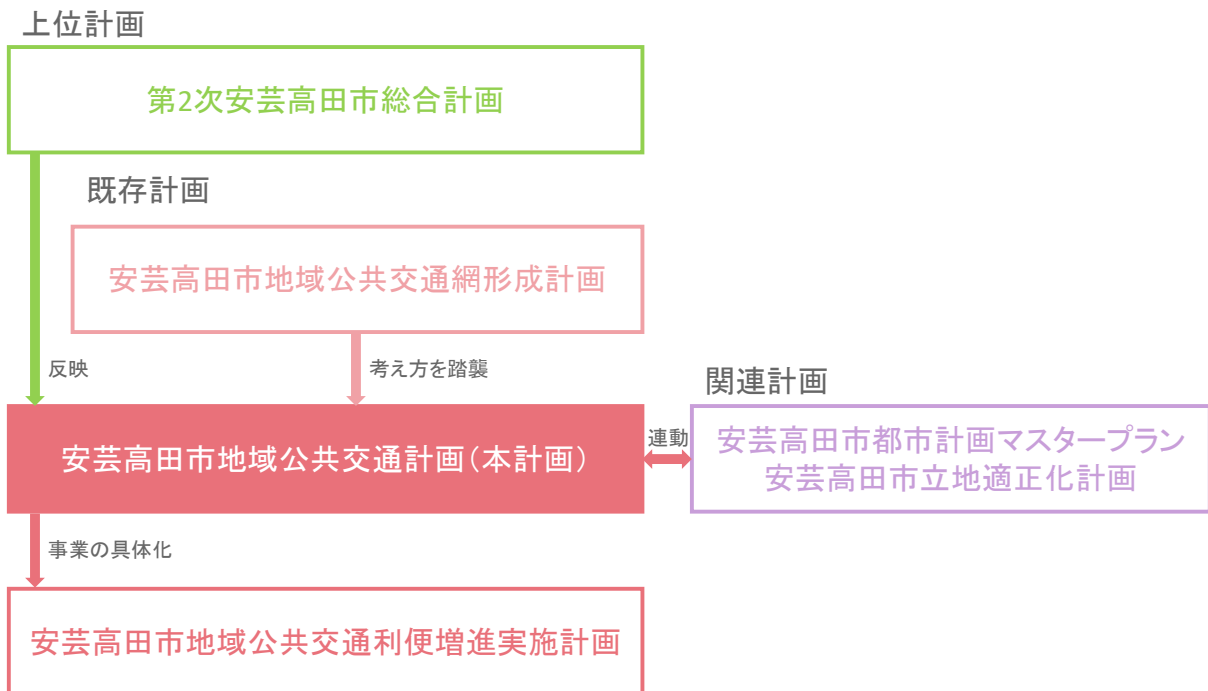 上位計画
第2次安芸高田市総合計画
既存計画
安芸高田市地域公共交通網形成計画
反映
考え方を踏襲
関連計画
安芸高田市地域公共交通計画(本計画)
連動
安芸高田市都市計画マスタープラン
安芸高田市立地適正化計画
事業の具体化
安芸高田市地域公共交通利便増進実施計画